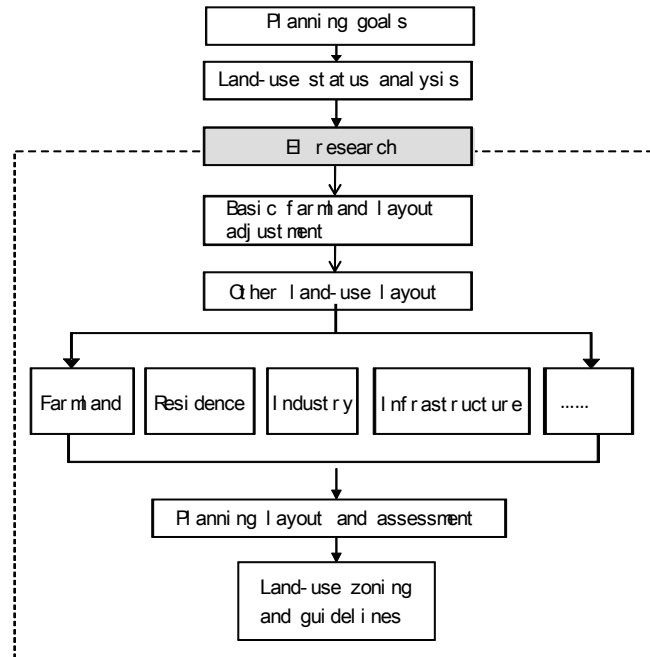 Planning goals
Land-use status analysis
EI research
Basic farmland layout
adjustment
Other land-use layout
Farmland
Residence
Industry
Infrastructure
......
Planning layout and assessment
Land-use zoning
and guidelines